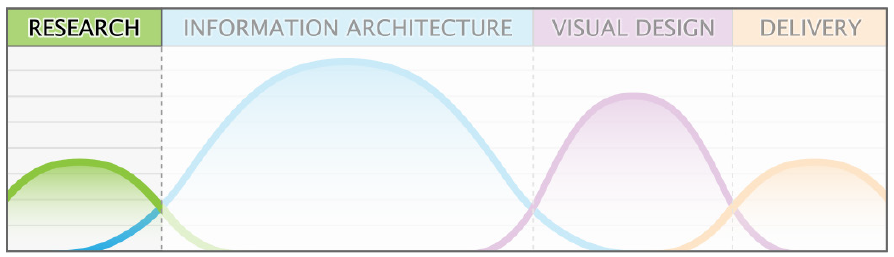 RESEARCH INFORMATION ARCHITECTURE VISUAL DESIGN DELIVERY